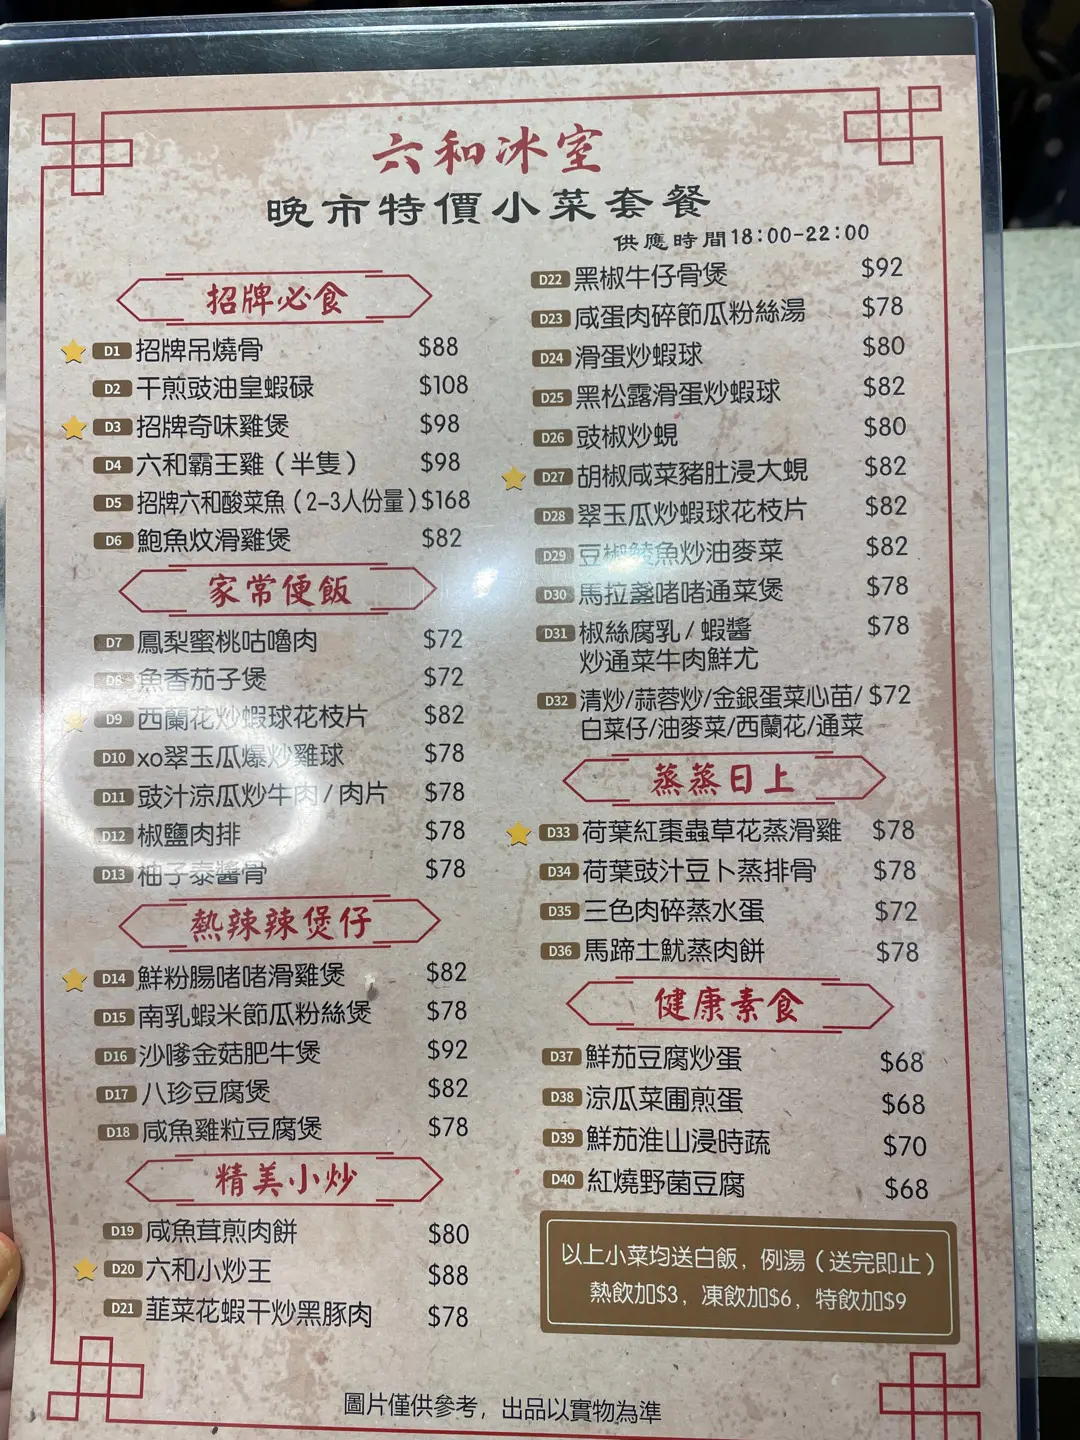 六和冰室
晚市特價小菜套餐
供應時間18:00-22:00
招牌必食
D1 招牌吊燒骨 $88
D2 干煎豉油皇蝦碌 $108
D3 招牌奇味雞煲 $98
D4 六和霸王雞（半隻） $98
D5 招牌六和酸菜魚（2-3人份量）$168
D6 鮑魚炆滑雞煲 $82
家常便飯
D7 鳳梨蜜桃咕嚕肉 $72
D8 魚香茄子煲 $72
D9 西蘭花炒蝦球花枝片 $82
D10 xo翠玉瓜爆炒雞球 $78
D11 豉汁涼瓜炒牛肉/肉片 $78
D12 椒鹽肉排 $78
D13 柚子泰醬骨 $78
熱辣辣煲仔
D14 鮮粉腸啫啫滑雞煲 $82
D15 南乳蝦米節瓜粉絲煲 $78
D16 沙嗲金菇肥牛煲 $92
D17 八珍豆腐煲 $82
D18 咸魚雞粒豆腐煲 $78
精美小炒
D19 咸魚茸煎肉餅 $80
D20 六和小炒王 $88
D21 韮菜花蝦干炒黑豚肉 $78
D22 黑椒牛仔骨煲 $92
D23 咸蛋肉碎節瓜粉絲湯 $78
D24 滑蛋炒蝦球 $80
D25 黑松露滑蛋炒蝦球 $82
D26 豉椒炒蜆 $80
D27 胡椒咸菜豬肚浸大蜆 $82
D28 翠玉瓜炒蝦球花枝片 $82
D29 豆椒鯪魚炒油麥菜 $82
D30 馬拉盞啫啫通菜煲 $78
D31 椒絲腐乳/蝦醬 $78
炒通菜牛肉鮮尤
D32 清炒/蒜蓉炒/金銀蛋菜心苗/ $72
白菜仔/油麥菜/西蘭花/通菜
蒸蒸日上
D33 荷葉紅棗蟲草花蒸滑雞 $78
D34 荷葉豉汁豆卜蒸排骨 $78
D35 三色肉碎蒸水蛋 $72
D36 馬蹄土魷蒸肉餅 $78
健康素食
D37 鮮茄豆腐炒蛋 $68
D38 涼瓜菜圃煎蛋 $68
D39 鮮茄淮山浸時蔬 $70
D40 紅燒野菌豆腐 $68
以上小菜均送白飯，例湯（送完即止）
熱飲加$3，凍飲加$6，特飲加$9
圖片僅供參考，出品以實物為準